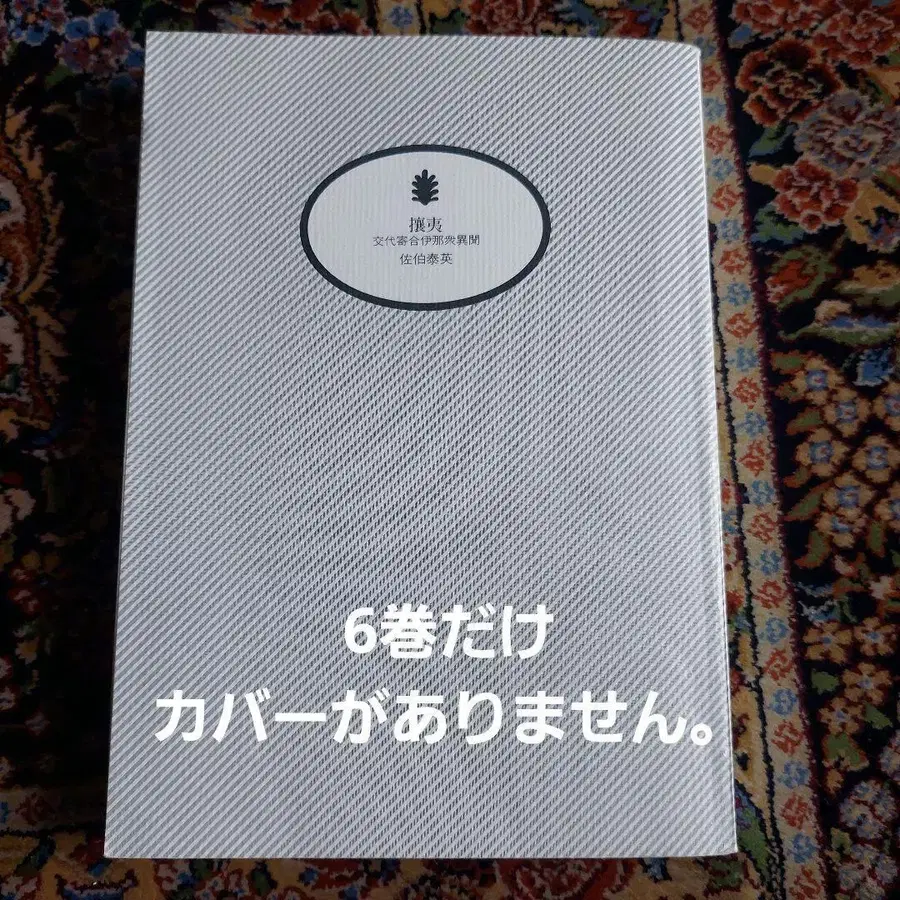 攘夷
交代寄合伊那衆異聞
佐伯泰英
6巻だけ
カバーがありません。